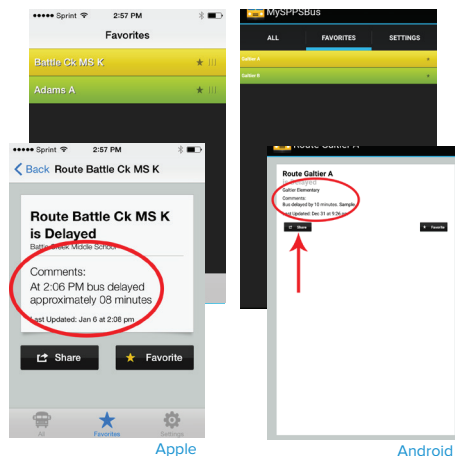 Sprint 2:57 PM
Favorites
Battle Ck MS K
Adams A
MySPPSBus
ALL FAVORITES SETTINGS
Galtier A
Galtier B
Sprint 2:57 PM
Back Route Battle Ck MS K
Route Battle Ck MS K
is Delayed
Battle Creek Middle School
Comments:
At 2:06 PM bus delayed
approximately 08 minutes
Last Updated: Jan 6 at 2:08 pm
Share Favorite
All Favorites Settings
Apple
Route Galtier A
Route Galtier A
is Delayed
Galtier Elementary
Comments:
Bus delayed by 10 minutes. Sample
Last Updated: Dec 31 at 9:26 am
Share Favorite
Android